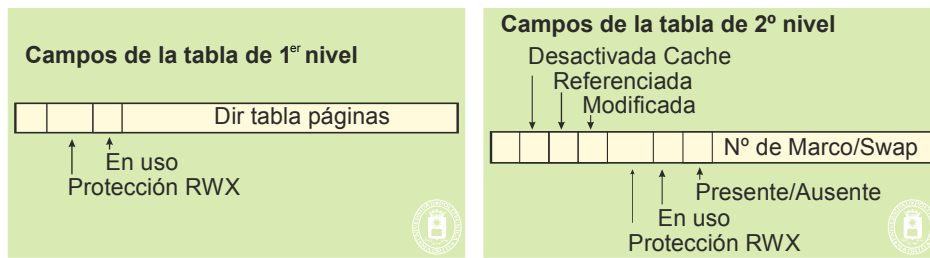 Campos de la tabla de 1er nivel
Dir tabla páginas
En uso
Protección RWX
Campos de la tabla de 2º nivel
Desactivada Cache
Referenciada
Modificada
Nº de Marco/Swap
Presente/Ausente
En uso
Protección RWX